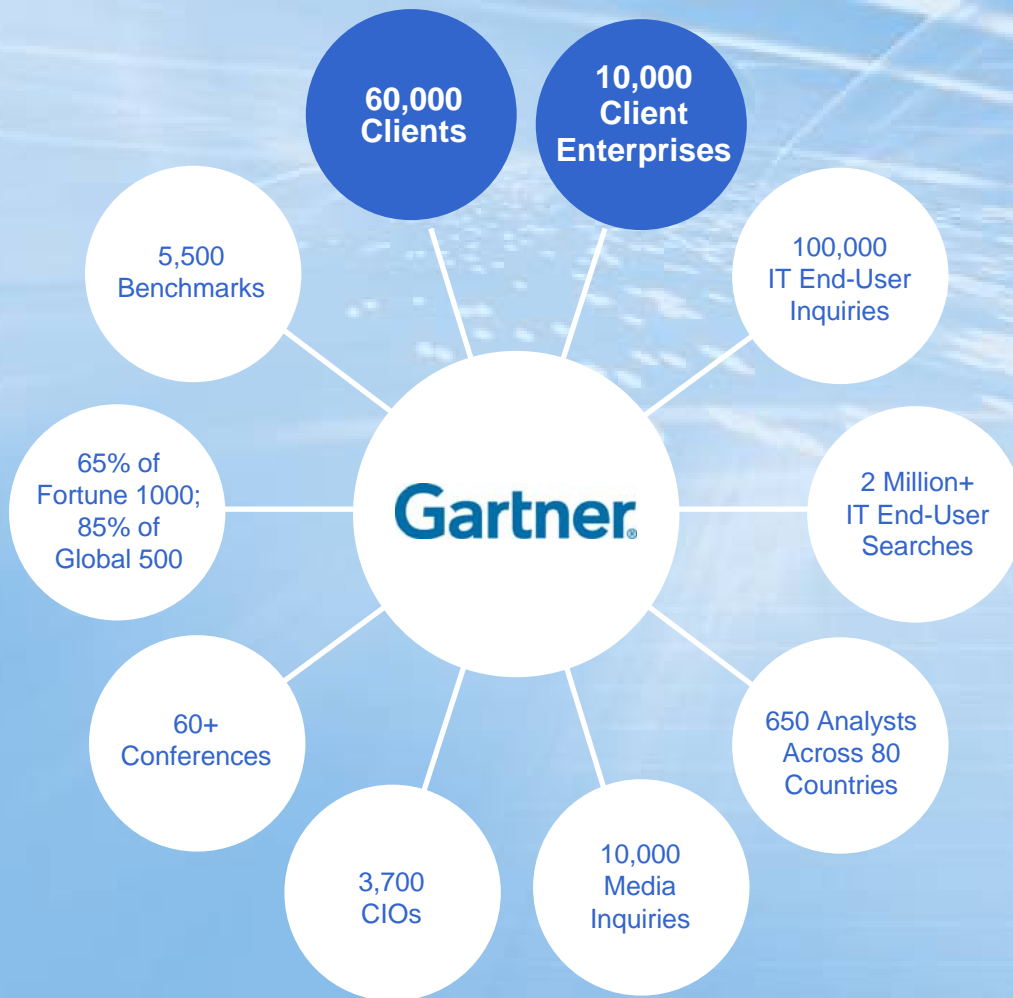 60,000
Clients
10,000
Client
Enterprises
100,000
IT End-User
Inquiries
2 Million+
IT End-User
Searches
650 Analysts
Across 80
Countries
10,000
Media
Inquiries
3,700
CIOs
60+
Conferences
65% of
Fortune 1000;
85% of
Global 500
5,500
Benchmarks
Gartner®